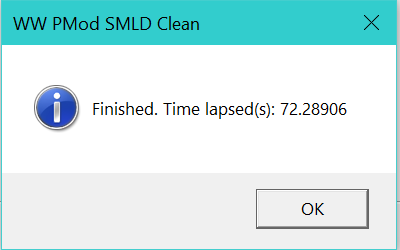 WW PMod SMLD Clean
Finished. Time lapsed(s): 72.28906
OK